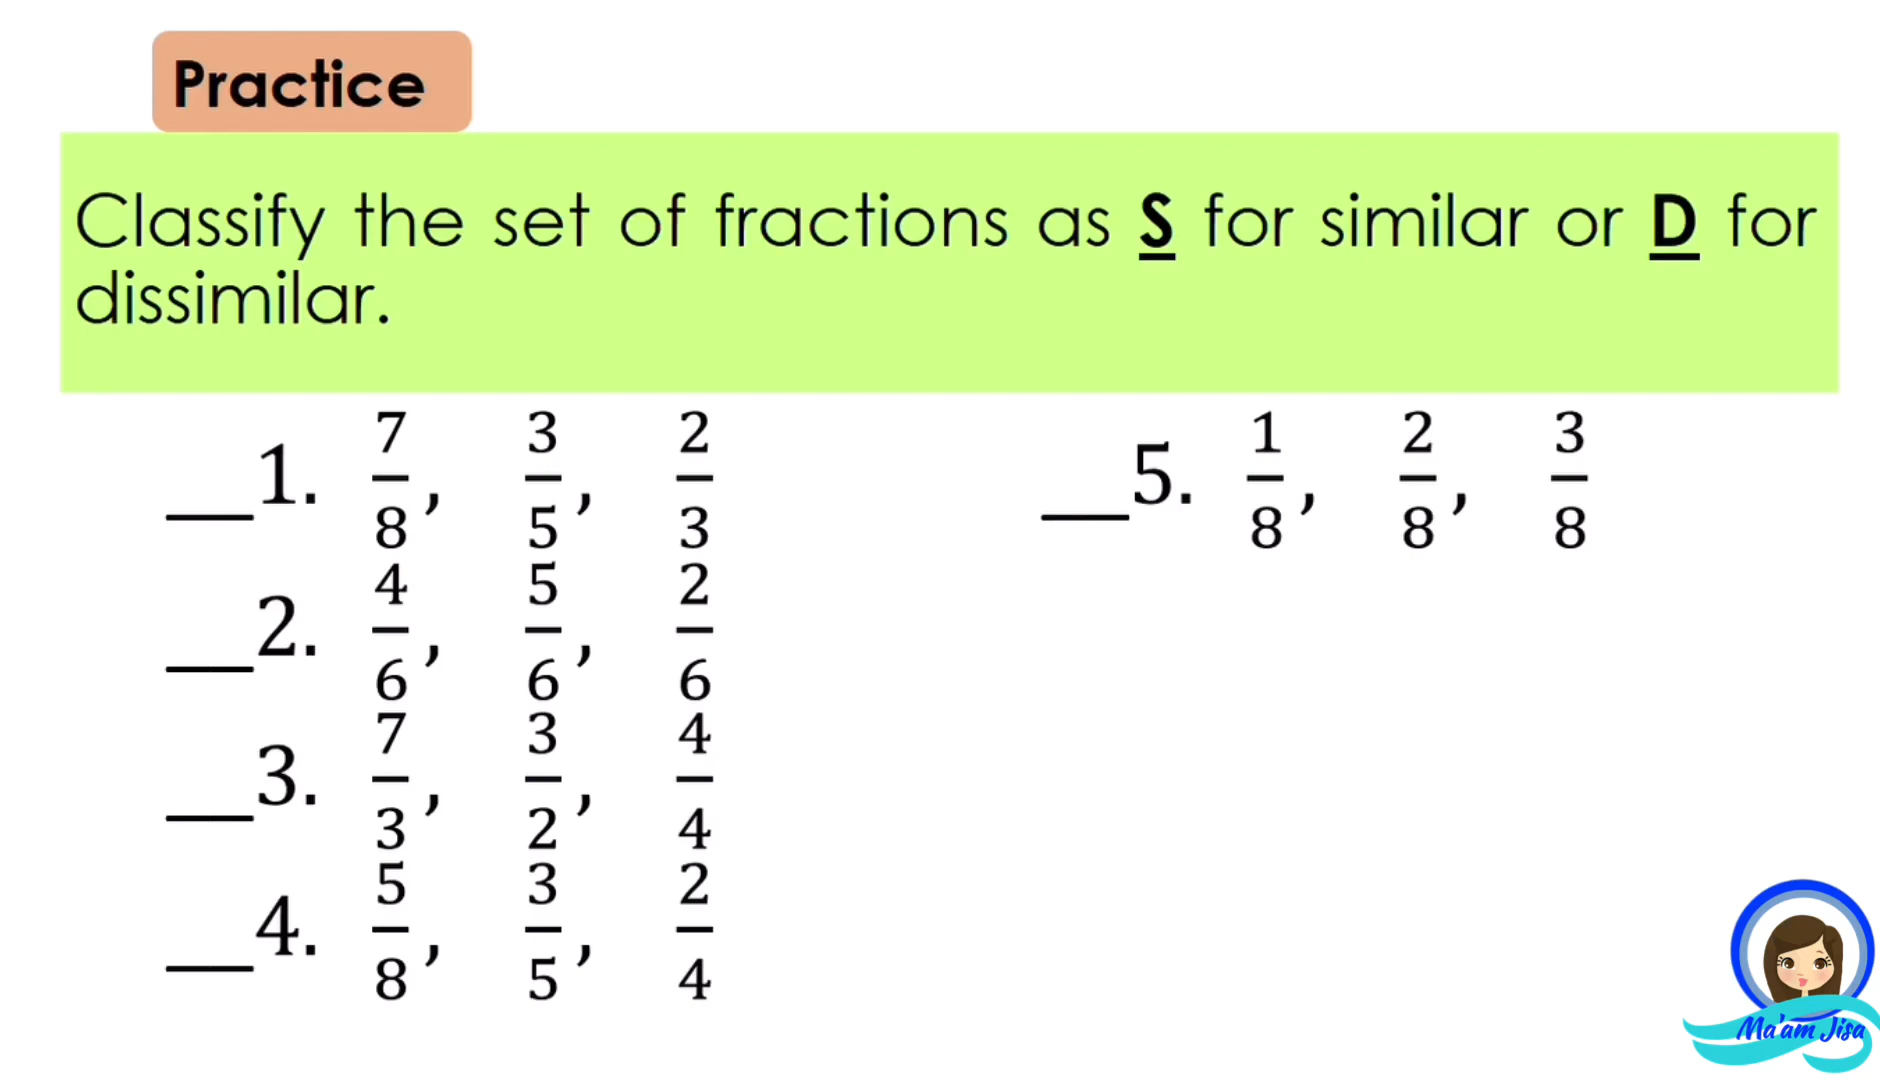 Practice
Classify the set of fractions as S for similar or D for
dissimilar.
__1. 7/8, 3/5, 2/3
__2. 4/6, 5/6, 2/6
__3. 7/3, 3/2, 4/4
__4. 5/8, 3/5, 2/4
__5. 1/8, 2/8, 3/8
Ma'am Jisa